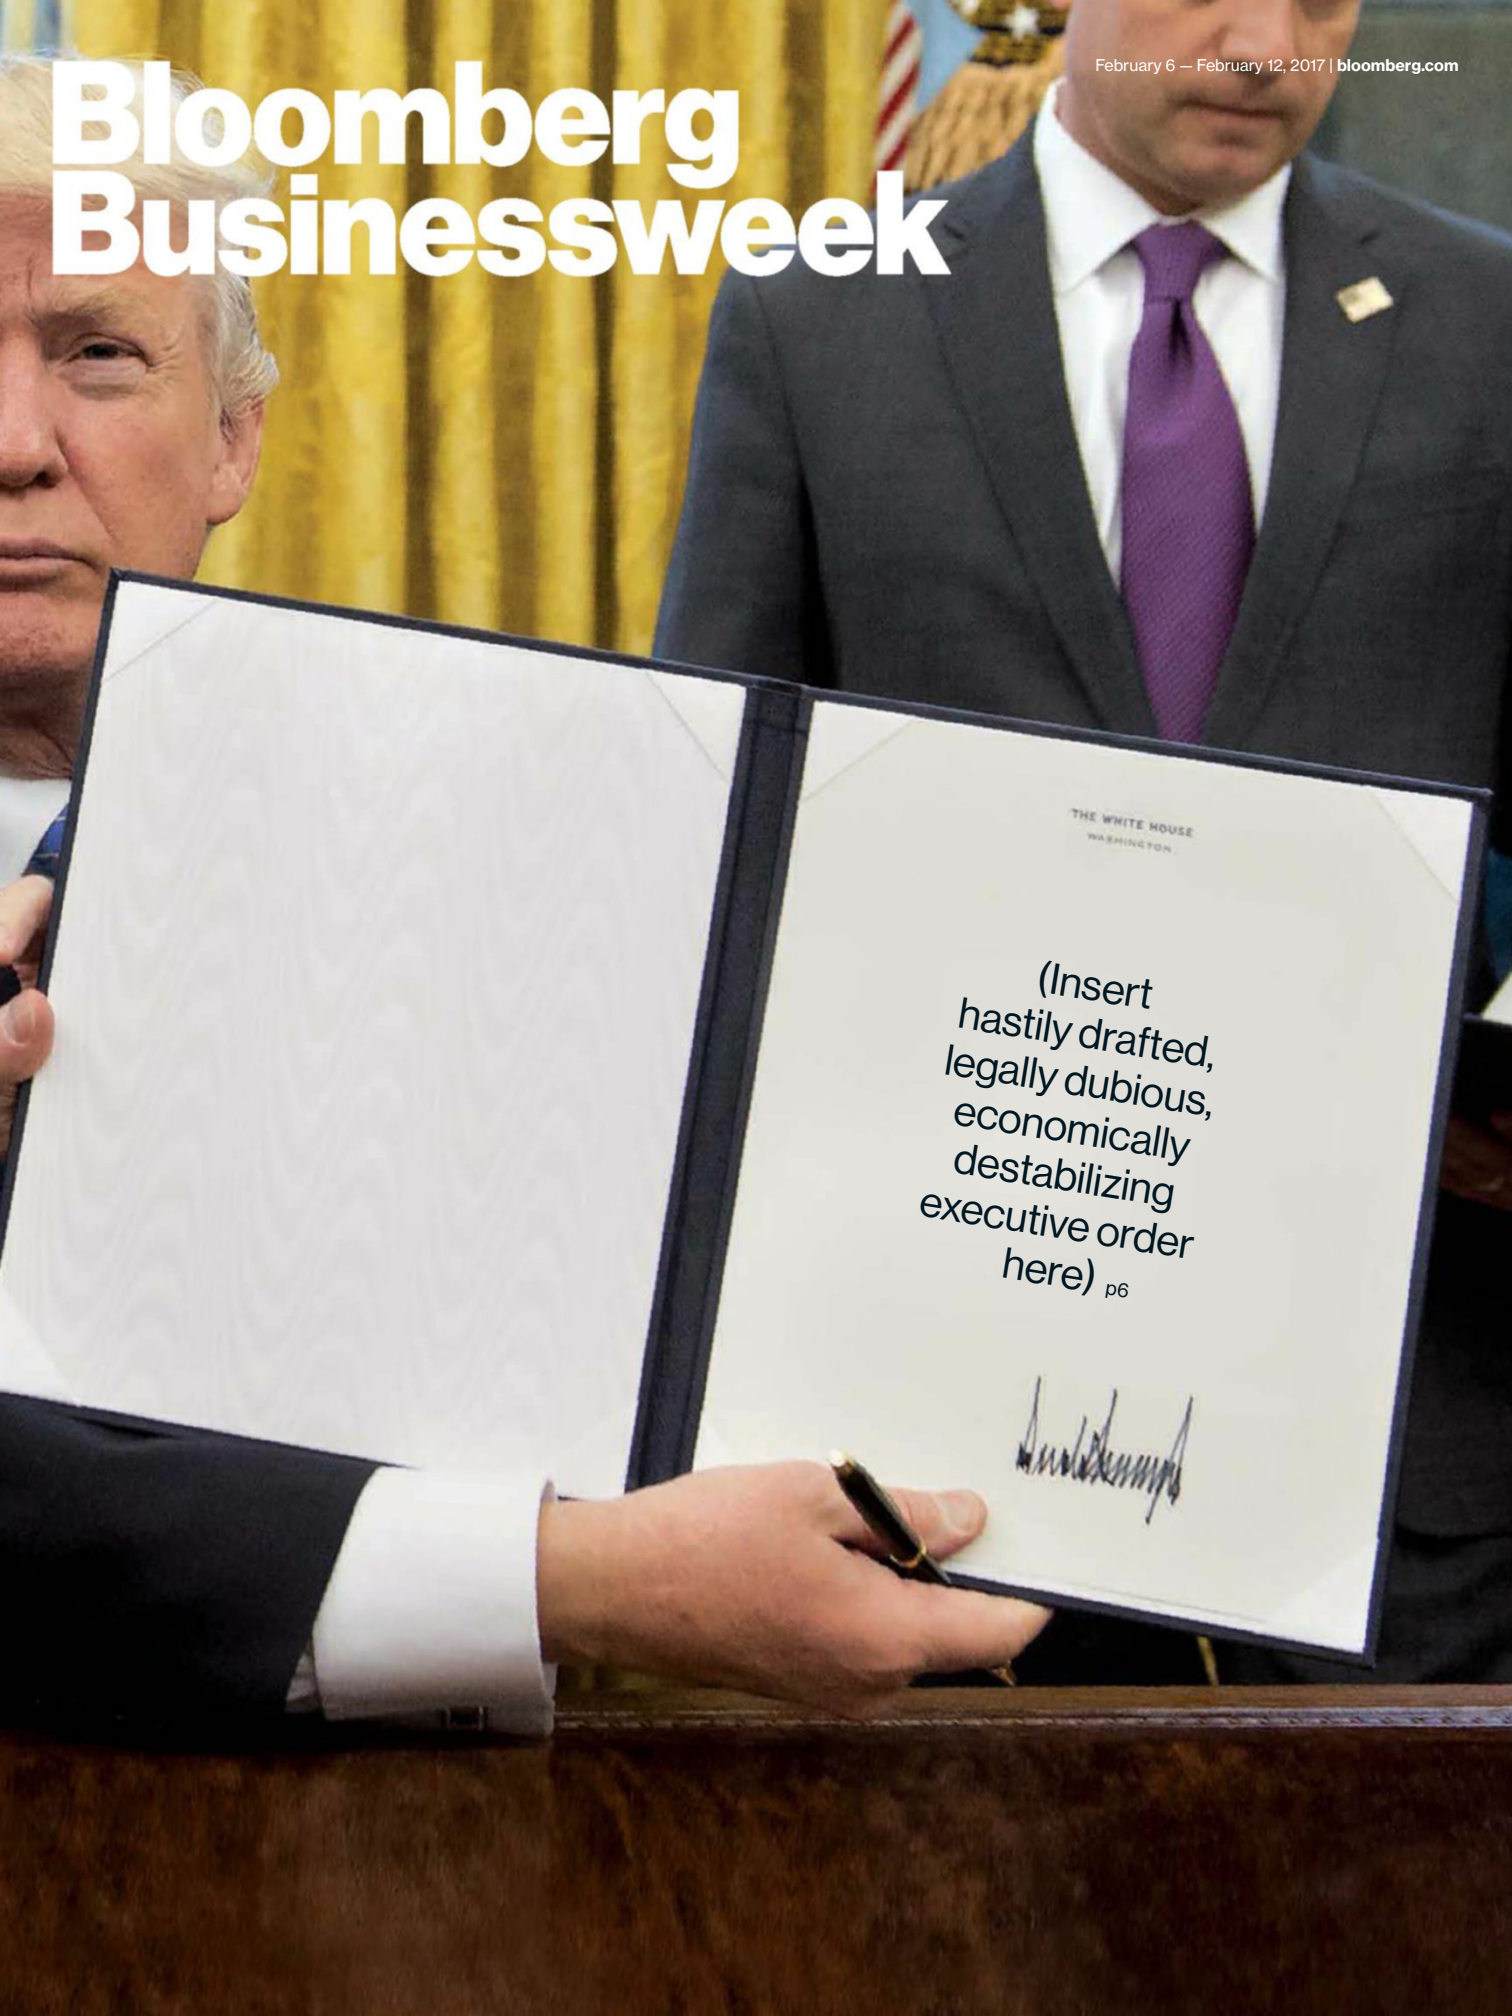 February 6 — February 12, 2017 | bloomberg.com
Bloomberg
Businessweek
THE WHITE HOUSE
WASHINGTON
(Insert
hastily drafted,
legally dubious,
economically
destabilizing
executive order
here) p6